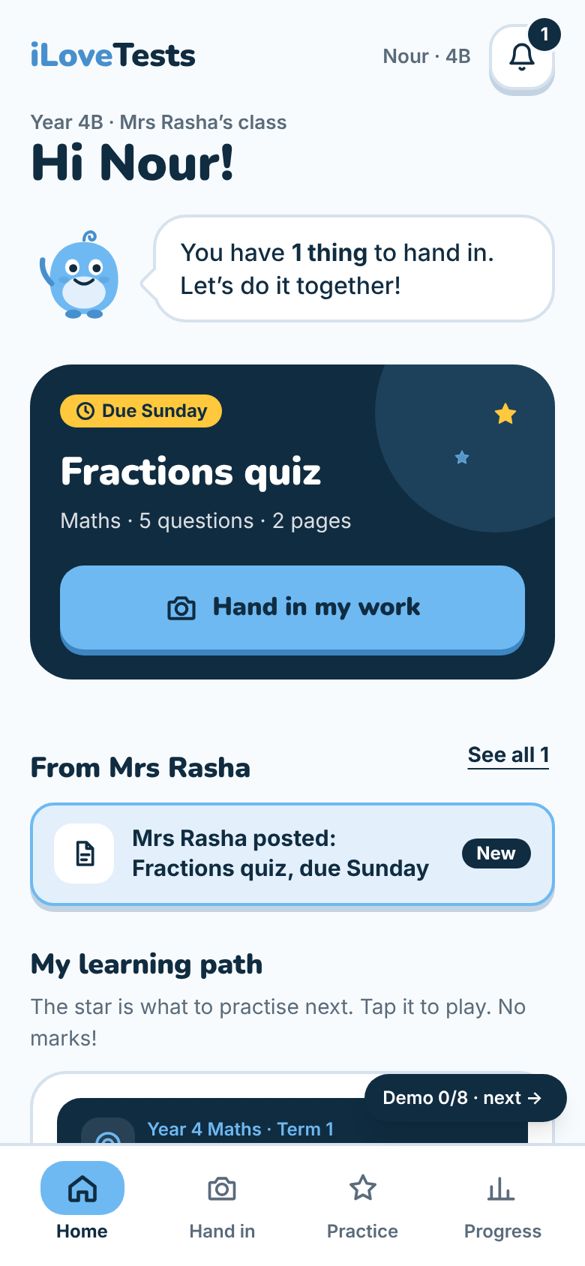 iLoveTests
Nour · 4B
1
Year 4B · Mrs Rasha’s class
Hi Nour!
You have 1 thing to hand in.
Let’s do it together!
Due Sunday
Fractions quiz
Maths · 5 questions · 2 pages
Hand in my work
From Mrs Rasha
See all 1
Mrs Rasha posted:
Fractions quiz, due Sunday
New
My learning path
The star is what to practise next. Tap it to play. No
marks!
Demo 0/8 · next →
Year 4 Maths · Term 1
Home
Hand in
Practice
Progress